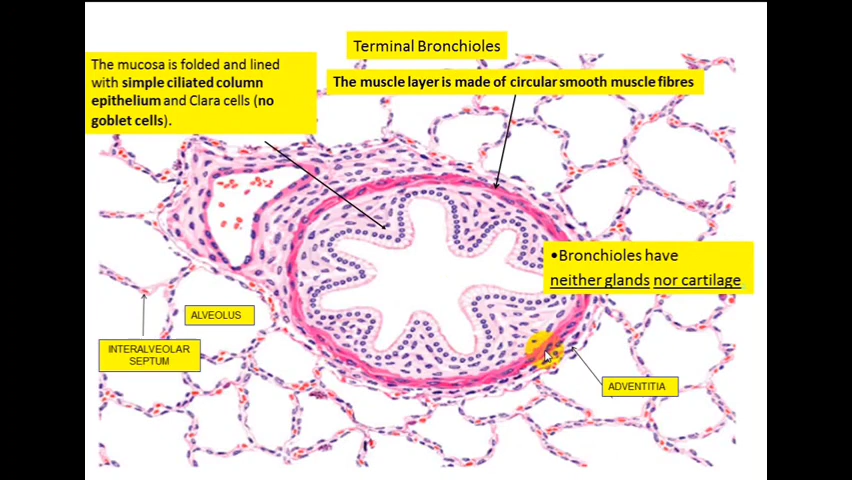 Terminal Bronchioles
The mucosa is folded and lined
with simple ciliated column
epithelium and Clara cells (no
goblet cells).
The muscle layer is made of circular smooth muscle fibres
•Bronchioles have
neither glands nor cartilage
ALVEOLUS
INTERALVEOLAR
SEPTUM
ADVENTITIA